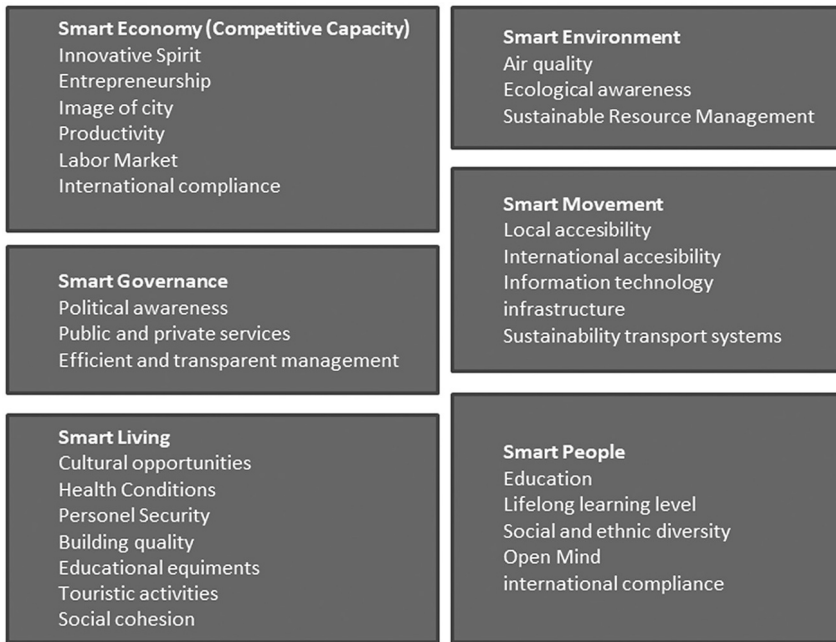 Smart Economy (Competitive Capacity)
Innovative Spirit
Entrepreneurship
Image of city
Productivity
Labor Market
International compliance
Smart Governance
Political awareness
Public and private services
Efficient and transparent management
Smart Living
Cultural opportunities
Health Conditions
Personel Security
Building quality
Educational equiments
Touristic activities
Social cohesion
Smart Environment
Air quality
Ecological awareness
Sustainable Resource Management
Smart Movement
Local accesibility
International accesibility
Information technology
infrastructure
Sustainability transport systems
Smart People
Education
Lifelong learning level
Social and ethnic diversity
Open Mind
international compliance